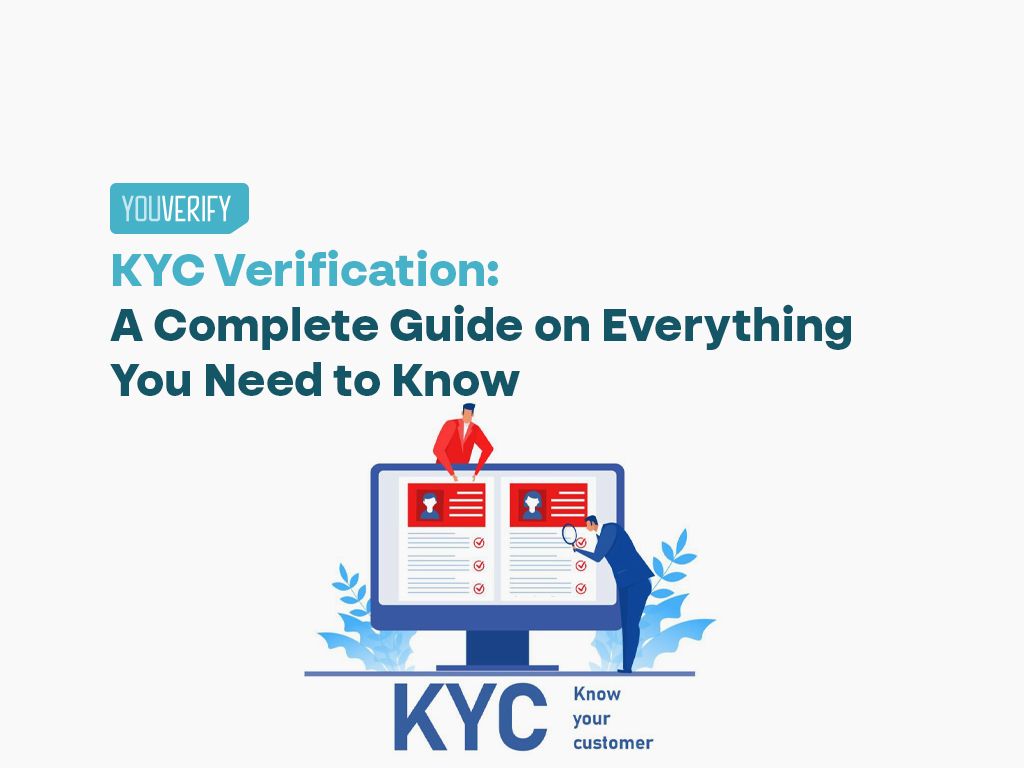 YOUVERIFY
KYC Verification:
A Complete Guide on Everything
You Need to Know
KYC
Know
your
customer